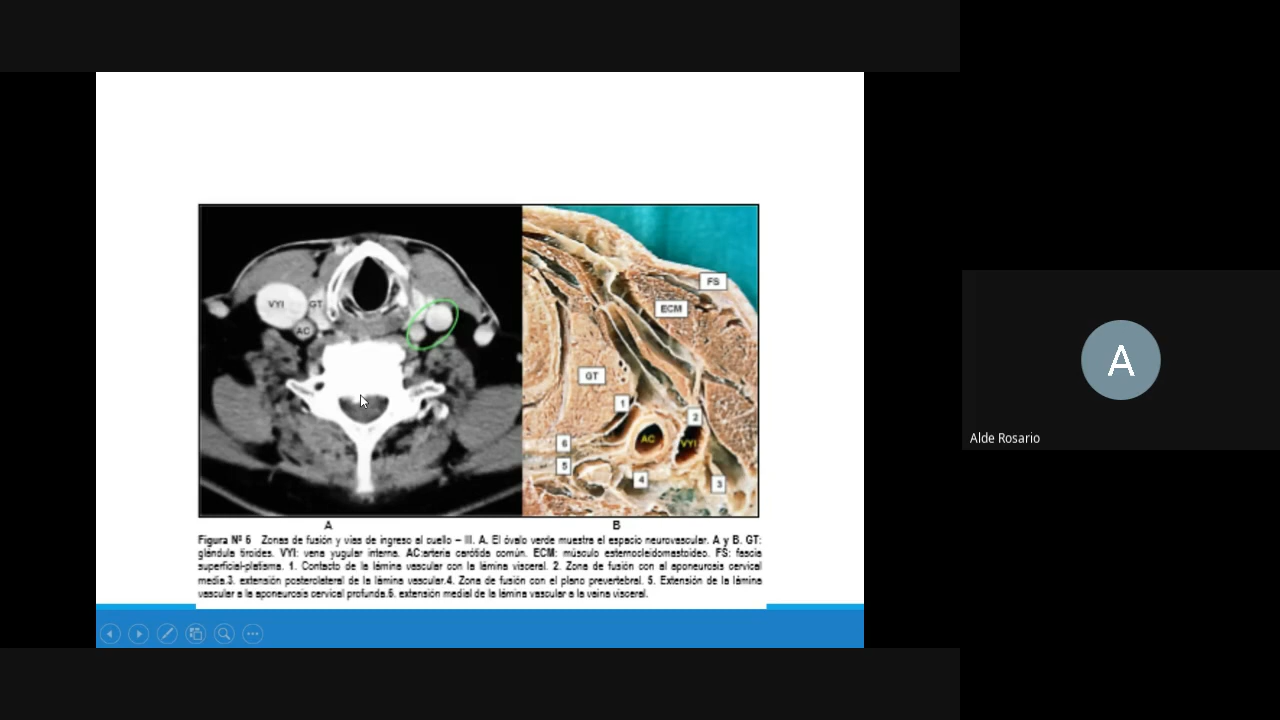 FS
ECM
VYI
GT
AC
GT
1
2
AC
VYI
6
5
4
3
A
B
Figura Nº 6 Zonas de fusión y vías de ingreso al cuello – III. A. El óvalo verde muestra el espacio neurovascular. A y B. GT:
glándula tiroides. VYI: vena yugular interna. AC:arteria carótida común. ECM: músculo esternocleidomastoideo. FS: fascia
superficial-platisma. 1. Contacto de la lámina vascular con la lámina visceral. 2. Zona de fusión con al aponeurosis cervical
media.3. extensión posterolateral de la lámina vascular.4. Zona de fusión con el plano prevertebral. 5. Extensión de la lámina
vascular a la aponeurosis cervical profunda.6. extensión medial de la lámina vascular a la vaina visceral.
A
Alde Rosario